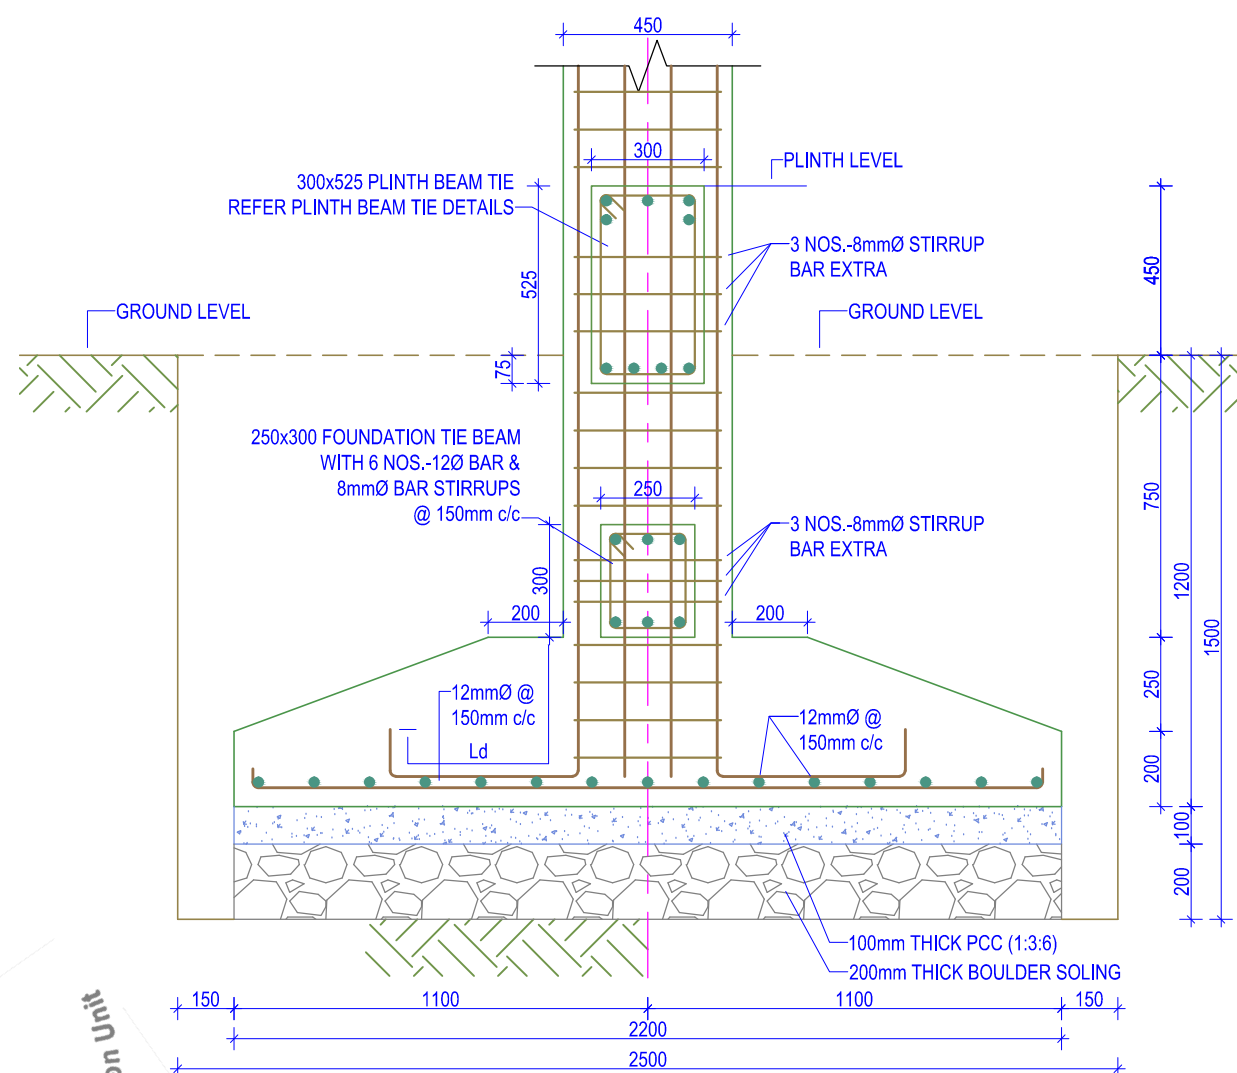 450
300
PLINTH LEVEL
300x525 PLINTH BEAM TIE
REFER PLINTH BEAM TIE DETAILS
3 NOS.-8mmØ STIRRUP
BAR EXTRA
525
450
GROUND LEVEL
GROUND LEVEL
75
250x300 FOUNDATION TIE BEAM
WITH 6 NOS.-12Ø BAR &
8mmØ BAR STIRRUPS
@ 150mm c/c
250
750
3 NOS.-8mmØ STIRRUP
BAR EXTRA
300
1200
200
200
1500
12mmØ @
150mm c/c
250
12mmØ @
150mm c/c
Ld
200
100
200
100mm THICK PCC (1:3:6)
200mm THICK BOULDER SOLING
150
1100
1100
150
2200
2500
on Unit